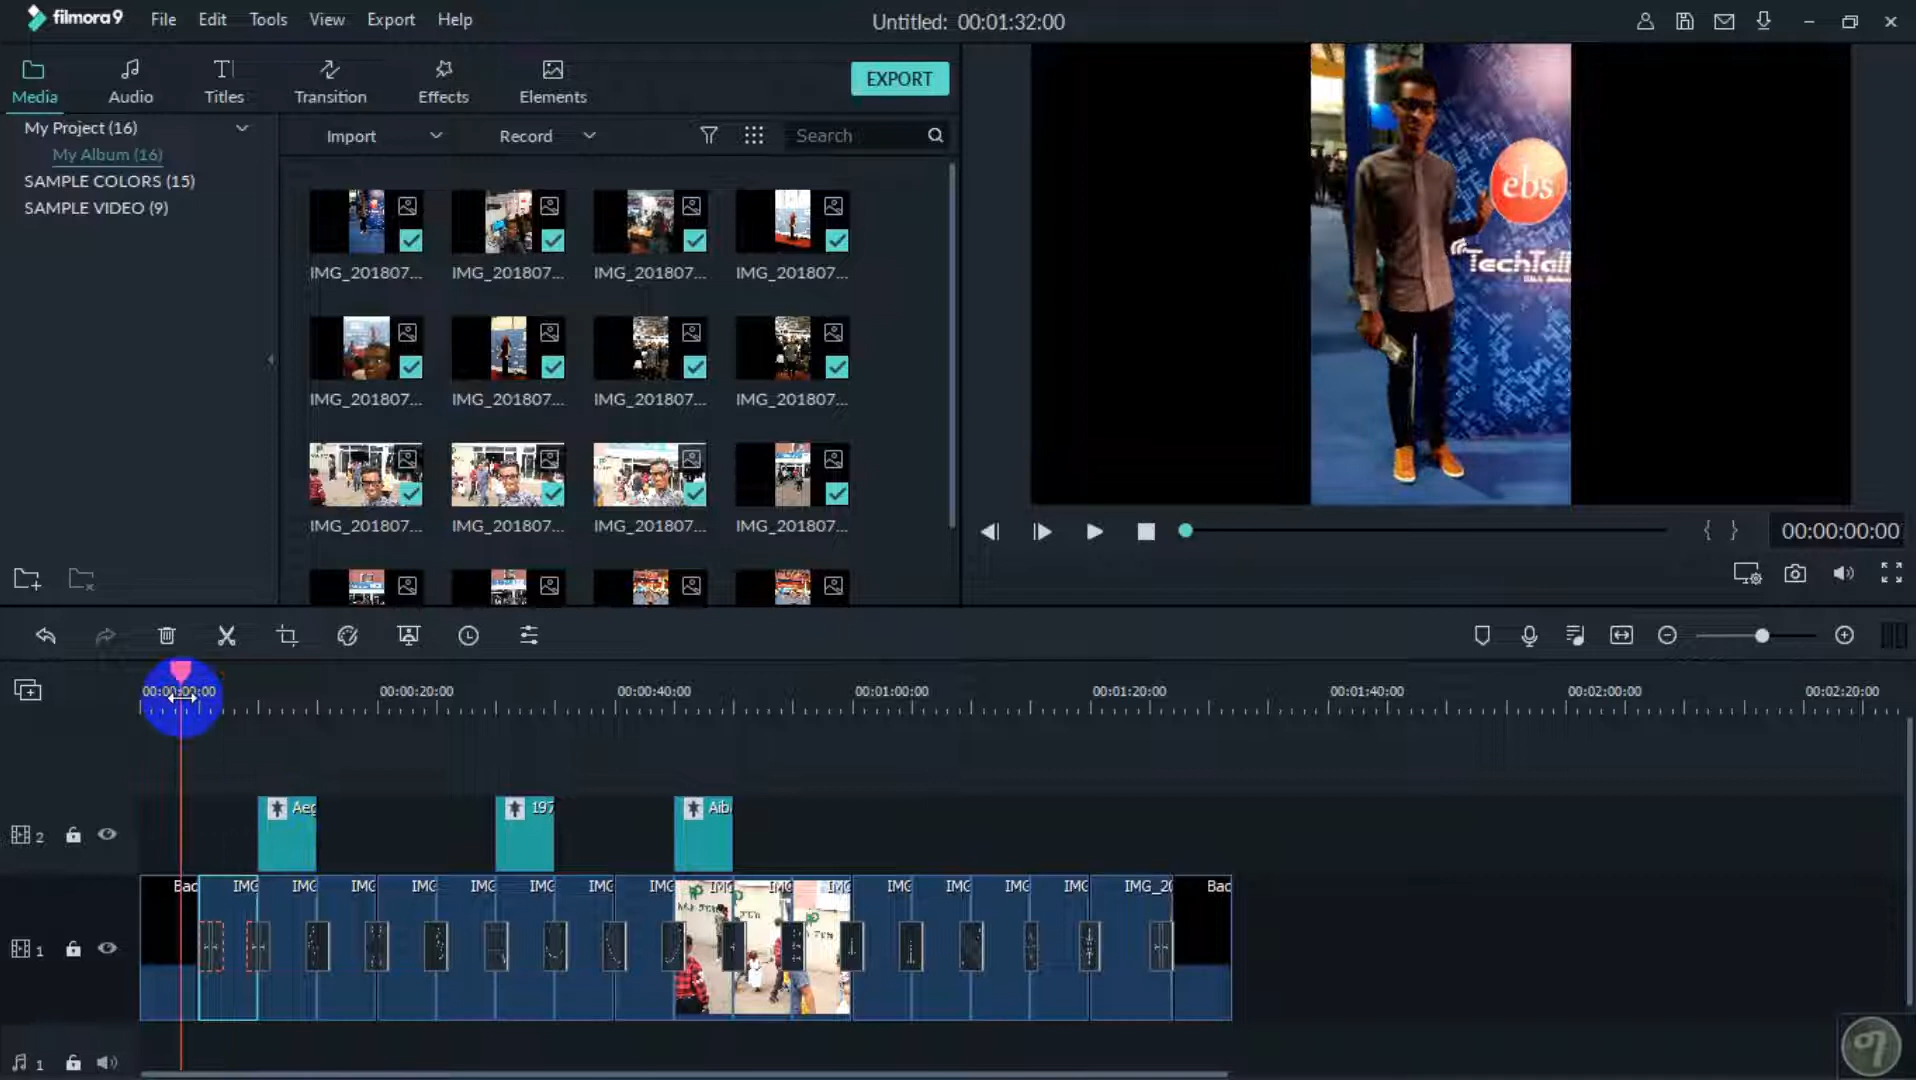 filmora9
File Edit Tools View Export Help
Untitled: 00:01:32:00
Media Audio Titles Transition Effects Elements
EXPORT
My Project (16)
My Album (16)
SAMPLE COLORS (15)
SAMPLE VIDEO (9)
Import Record Search
IMG_201807... IMG_201807... IMG_201807... IMG_201807...
IMG_201807... IMG_201807... IMG_201807... IMG_201807...
IMG_201807... IMG_201807... IMG_201807... IMG_201807...
ebs
TechTal
{ } 00:00:00:00
00:00:00:00 00:00:20:00 00:00:40:00 00:01:00:00 00:01:20:00 00:01:40:00 00:02:00:00 00:02:20:00
2 Aeg 197 Aib
Bac IMG IMG IMG IMG IMG IMG IMG IMG IMG IMG IMG IMG IMG IMG IMG IMG_20 Bac
1
1